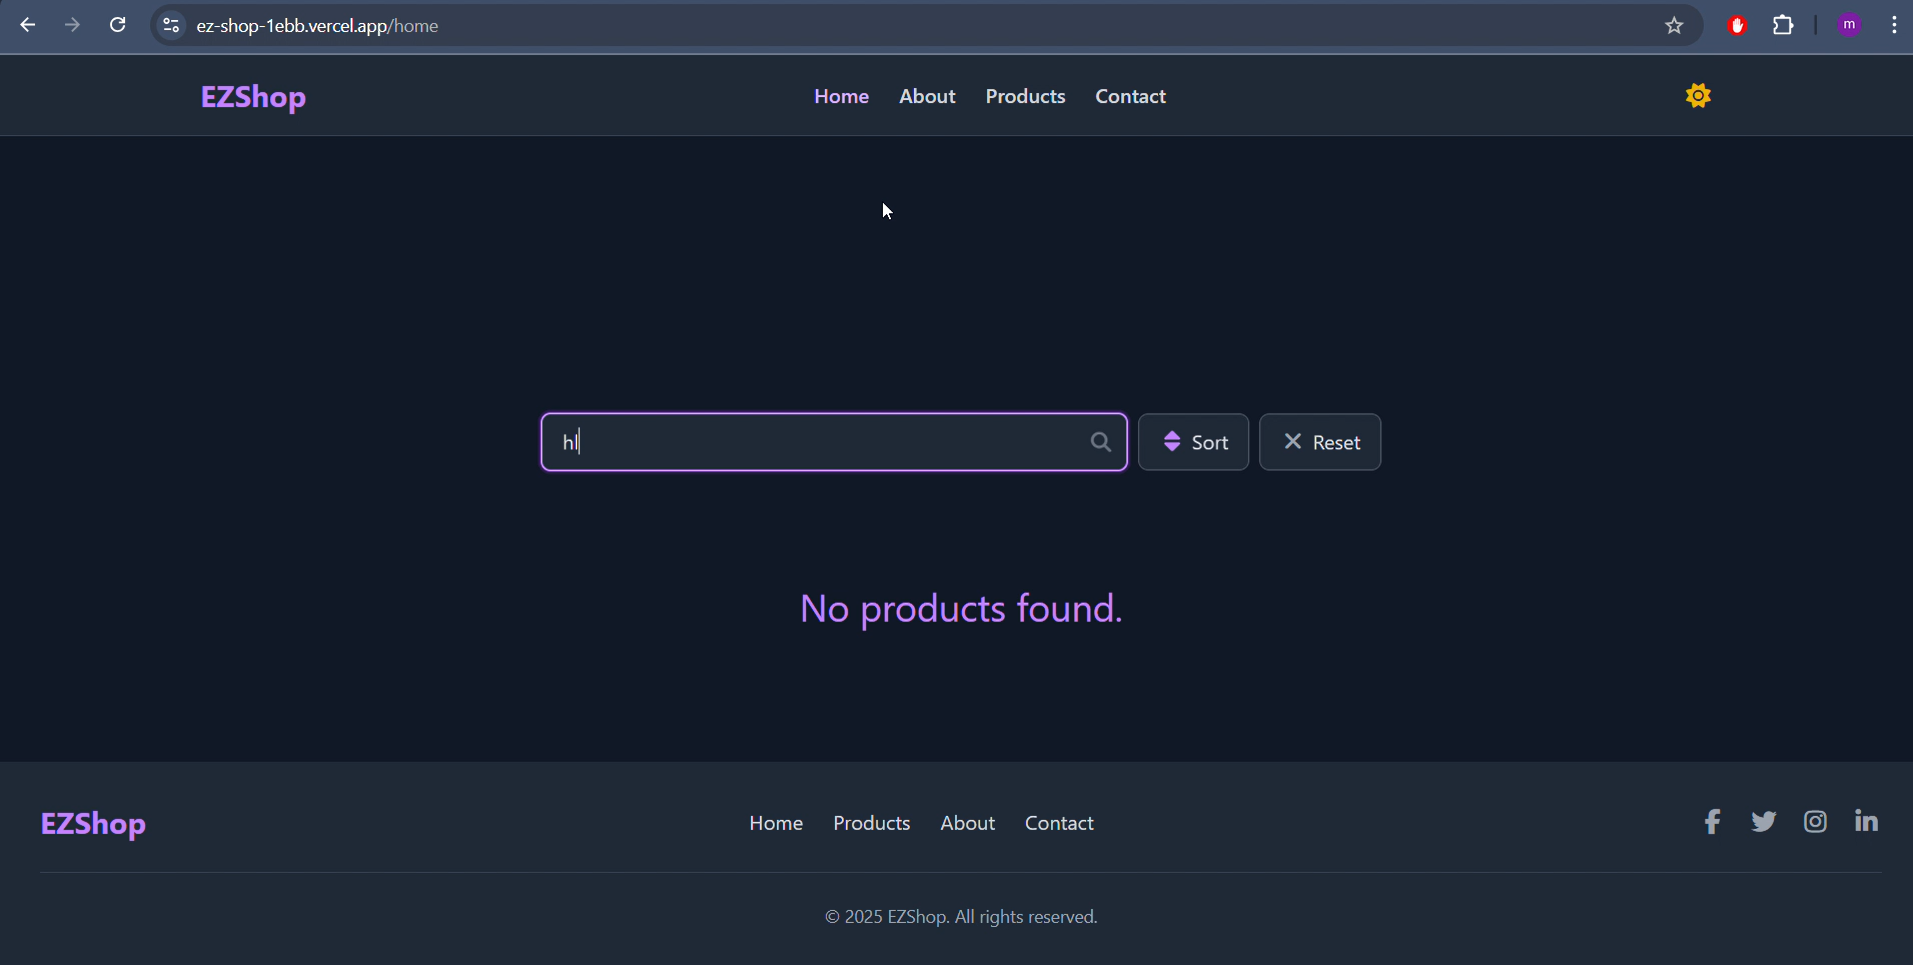 ez-shop-1ebb.vercel.app/home
m
EZShop
Home About Products Contact
hl
Sort
Reset
No products found.
EZShop
Home Products About Contact
© 2025 EZShop. All rights reserved.